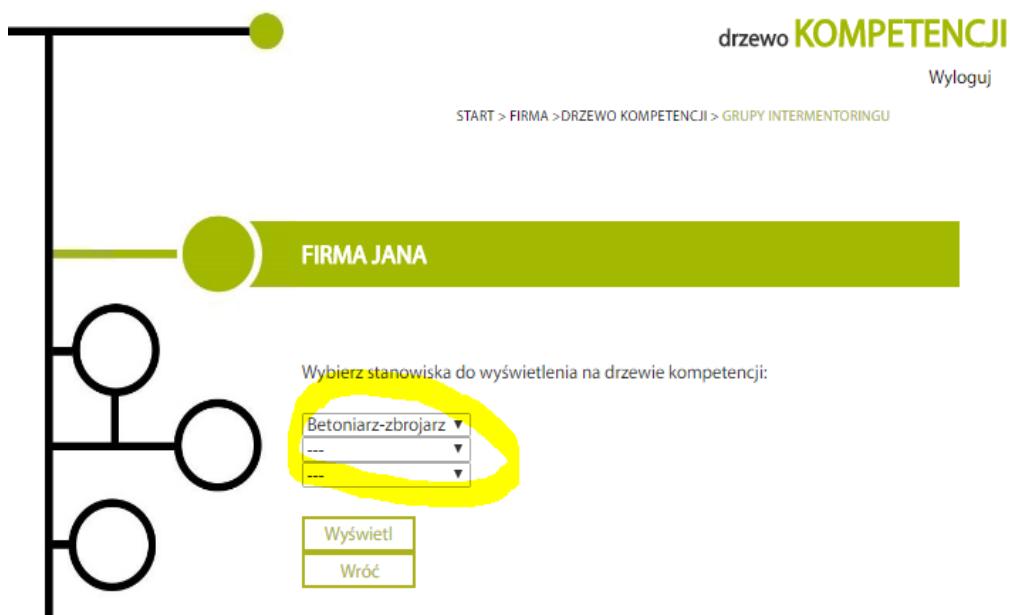 drzewo KOMPETENCJI
Wyloguj
START > FIRMA >DRZEWO KOMPETENCJI > GRUPY INTERMENTORINGU
FIRMA JANA
Wybierz stanowiska do wyświetlenia na drzewie kompetencji:
Betoniarz-zbrojarz
---
---
Wyświetl
Wróć